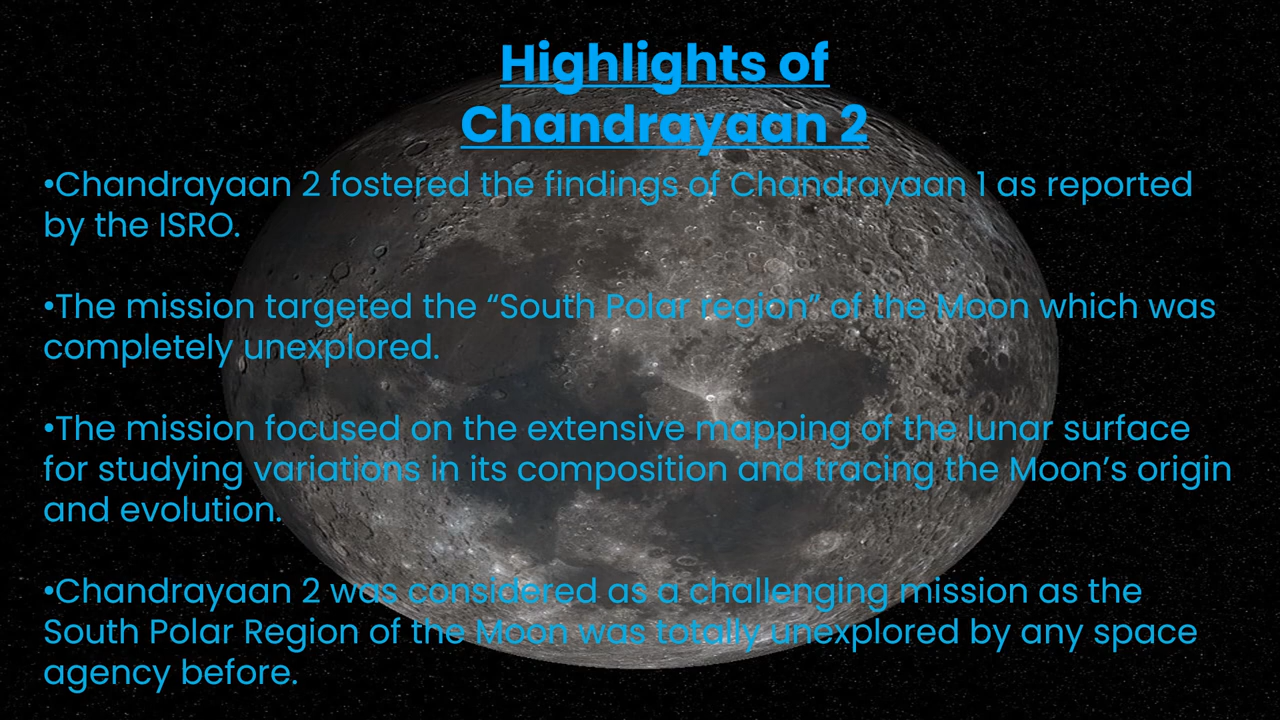 Highlights of
Chandrayaan 2
•Chandrayaan 2 fostered the findings of Chandrayaan 1 as reported
by the ISRO.
•The mission targeted the “South Polar region” of the Moon which was
completely unexplored.
•The mission focused on the extensive mapping of the lunar surface
for studying variations in its composition and tracing the Moon’s origin
and evolution.
•Chandrayaan 2 was considered as a challenging mission as the
South Polar Region of the Moon was totally unexplored by any space
agency before.